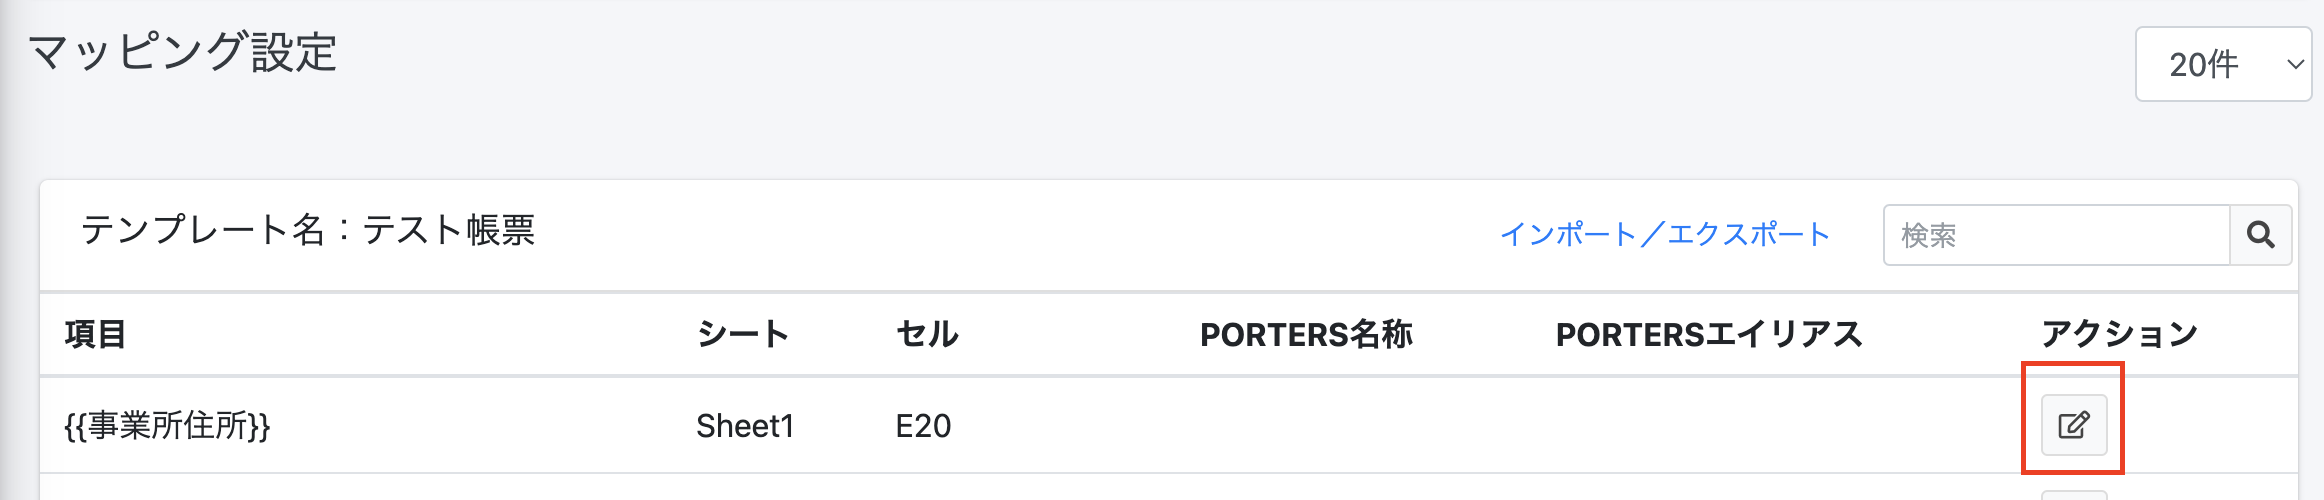 マッピング設定
20件
テンプレート名：テスト帳票
インポート／エクスポート
検索
項目 シート セル PORTERS名称 PORTERSエイリアス アクション
{{事業所住所}} Sheet1 E20